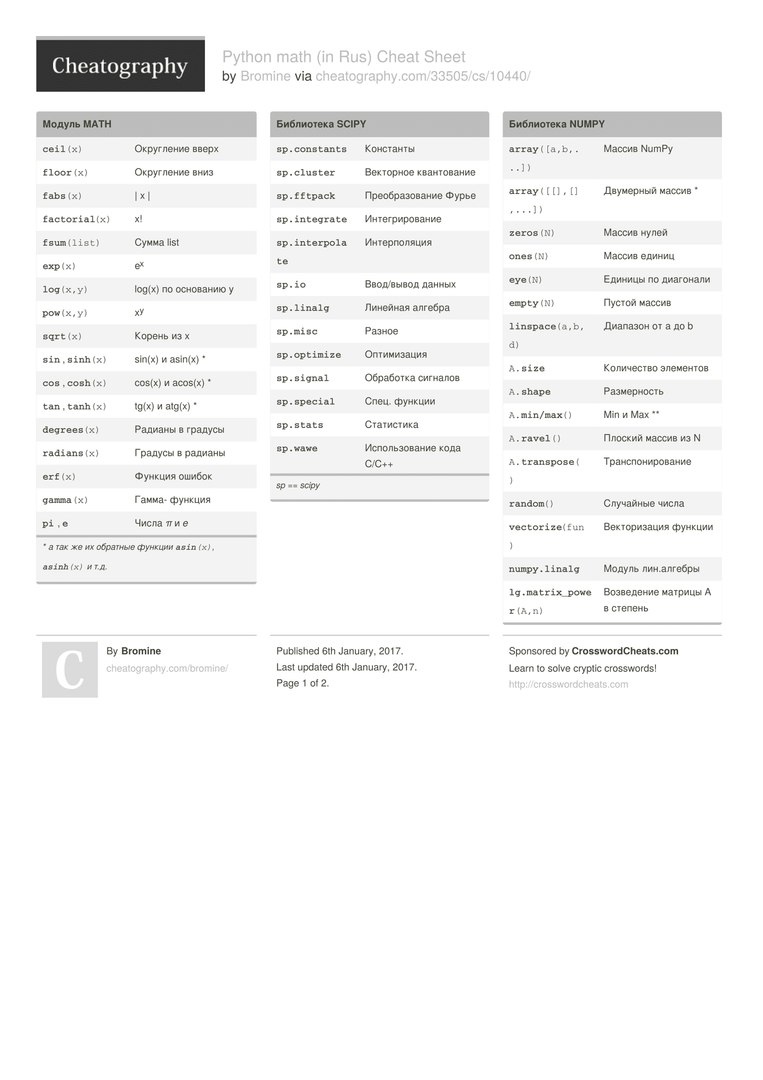 Cheatography
Python math (in Rus) Cheat Sheet
by Bromine via cheatography.com/33505/cs/10440/
Модуль MATH
ceil(x) Округление вверх
floor(x) Округление вниз
fabs(x) | x |
factorial(x) x!
fsum(list) Сумма list
exp(x) eˣ
log(x,y) log(x) по основанию y
pow(x,y) xʸ
sqrt(x) Корень из x
sin,sinh(x) sin(x) и asin(x) *
cos,cosh(x) cos(x) и acos(x) *
tan,tanh(x) tg(x) и atg(x) *
degrees(x) Радианы в градусы
radians(x) Градусы в радианы
erf(x) Функция ошибок
gamma(x) Гамма- функция
pi,e Числа π и e
* а так же их обратные функции asin(x),
asinh(x) и т.д.
Библиотека SCIPY
sp.constants Константы
sp.cluster Векторное квантование
sp.fftpack Преобразование Фурье
sp.integrate Интегрирование
sp.interpola Интерполяция
te
sp.io Ввод/вывод данных
sp.linalg Линейная алгебра
sp.misc Разное
sp.optimize Оптимизация
sp.signal Обработка сигналов
sp.special Спец. функции
sp.stats Статистика
sp.wawe Использование кода
C/C++
sp == scipy
Библиотека NUMPY
array([a,b,. Массив NumPy
..])
array([[],[] Двумерный массив *
,...])
zeros(N) Массив нулей
ones(N) Массив единиц
eye(N) Единицы по диагонали
empty(N) Пустой массив
linspace(a,b, Диапазон от a до b
d)
A.size Количество элементов
A.shape Размерность
A.min/max() Min и Max **
A.ravel() Плоский массив из N
A.transpose( Транспонирование
)
random() Случайные числа
vectorize(fun Векторизация функции
)
numpy.linalg Модуль лин.алгебры
lg.matrix_powe Возведение матрицы A
r(A,n) в степень
C
By Bromine
cheatography.com/bromine/
Published 6th January, 2017.
Last updated 6th January, 2017.
Page 1 of 2.
Sponsored by CrosswordCheats.com
Learn to solve cryptic crosswords!
http://crosswordcheats.com